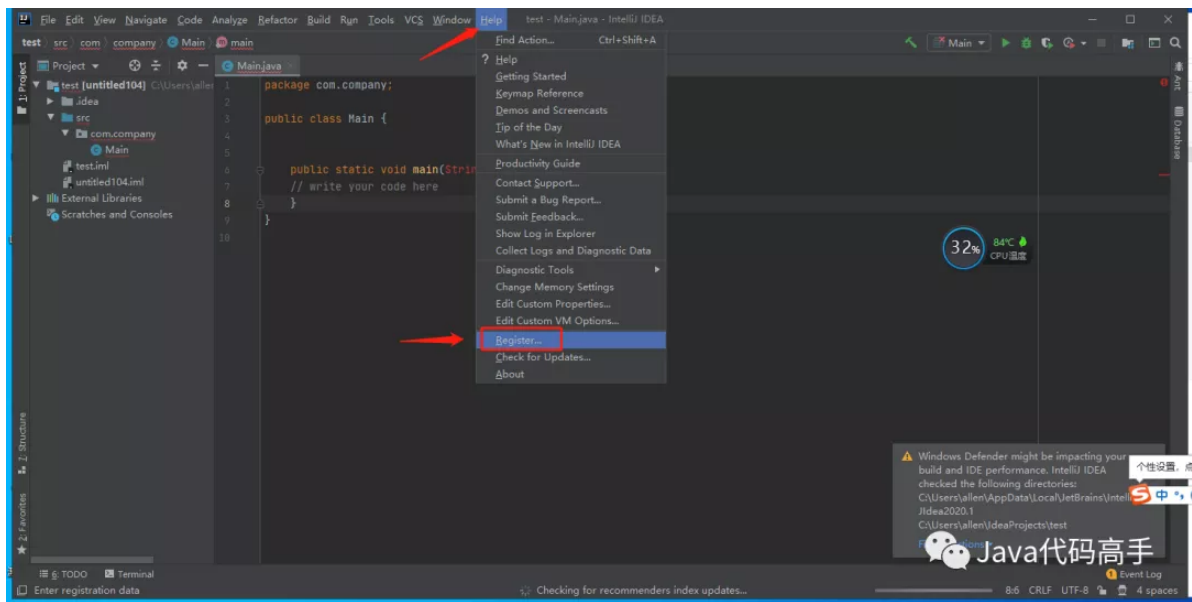 File Edit View Navigate Code Analyze Refactor Build Run Tools VCS Window Help test - Main.java - IntelliJ IDEA
test src com company Main main
Main
Project
Main.java
1: Project
test [untitled104] C:\Users\allen
.idea
src
com.company
Main
test.iml
untitled104.iml
External Libraries
Scratches and Consoles
1 package com.company;
2
3 public class Main {
4
5
6 public static void main(Strin
7 // write your code here
8 }
9 }
10
Find Action... Ctrl+Shift+A
? Help
Getting Started
Keymap Reference
Demos and Screencasts
Tip of the Day
What's New in IntelliJ IDEA
Productivity Guide
Contact Support...
Submit a Bug Report...
Submit Feedback...
Show Log in Explorer
Collect Logs and Diagnostic Data
Diagnostic Tools
Change Memory Settings
Edit Custom Properties...
Edit Custom VM Options...
Register...
Check for Updates...
About
Ant
Database
32%
84℃
CPU温度
Z: Structure
2: Favorites
Windows Defender might be impacting your
build and IDE performance. IntelliJ IDEA
checked the following directories:
C:\Users\allen\AppData\Local\JetBrains\Intelli
JIdea2020.1
C:\Users\allen\IdeaProjects\test
个性设置，点
中
Java代码高手
6: TODO Terminal
1 Event Log
Enter registration data
Checking for recommenders index updates...
8:6 CRLF UTF-8 4 spaces